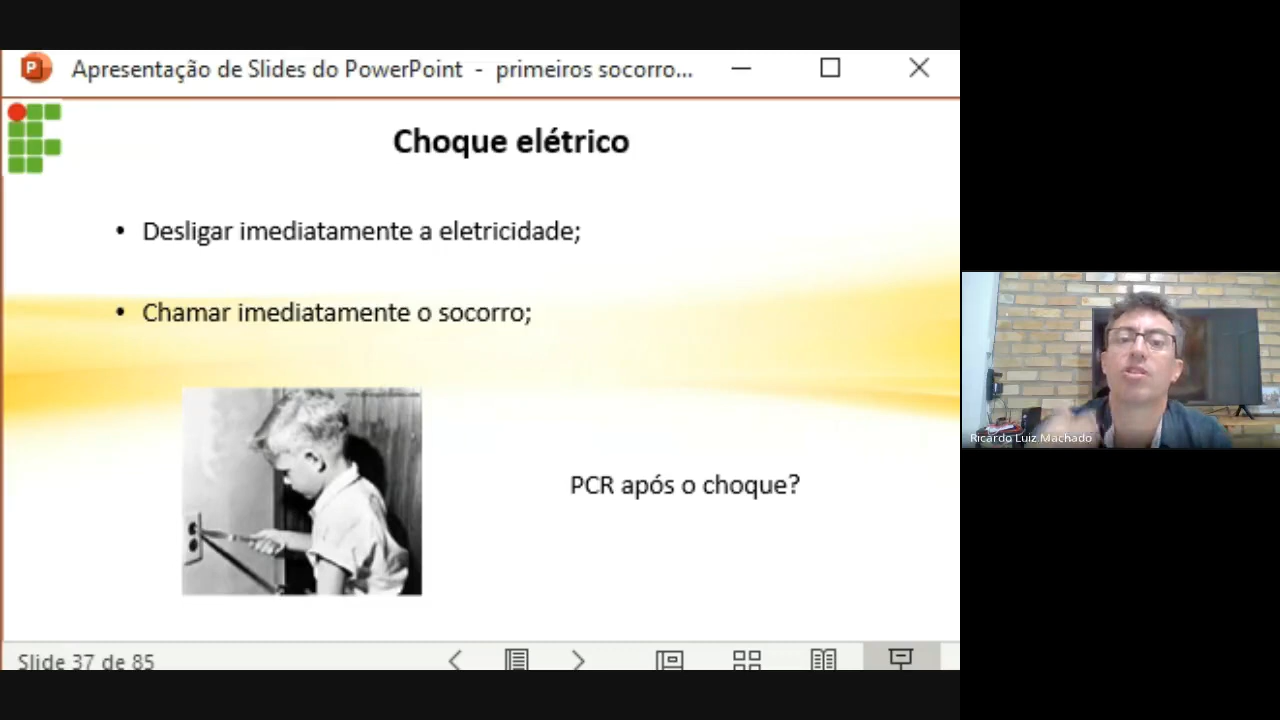 Apresentação de Slides do PowerPoint - primeiros socorro...
Choque elétrico
• Desligar imediatamente a eletricidade;
• Chamar imediatamente o socorro;
PCR após o choque?
Slide 37 de 85
Ricardo Luiz Machado